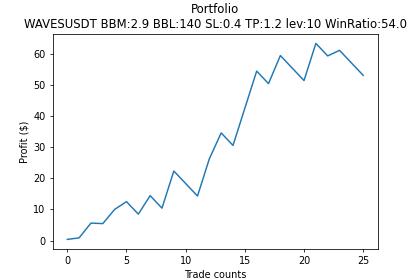 Portfolio
WAVESUSDT BBM:2.9 BBL:140 SL:0.4 TP:1.2 lev:10 WinRatio:54.0
60
50
40
30
20
10
0
Profit ($)
0 5 10 15 20 25
Trade counts